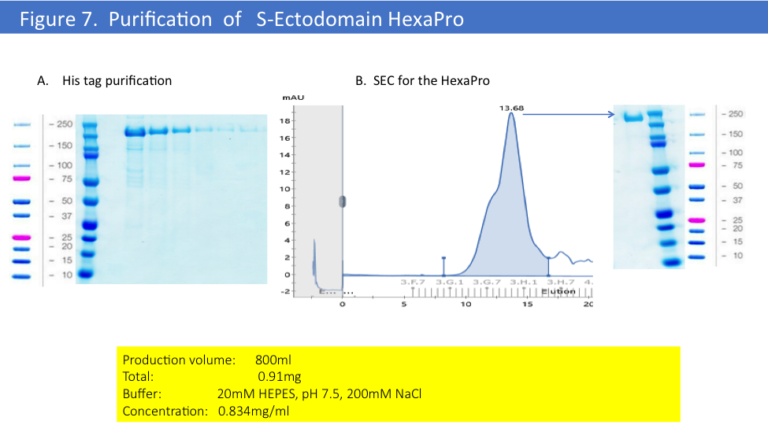 Figure 7. Purification of S-Ectodomain HexaPro
A. His tag purification
B. SEC for the HexaPro
250
150
100
75
50
37
25
20
15
10
mAU
18
16
14
12
10
8
6
4
2
0
-2
13.68
3.F.7 3.G.1 3.G.7 3.H.1 3.H.7 4.
E... ... Elution
0 5 10 15 20
250
150
100
75
50
37
25
20
15
10
Production volume: 800ml
Total: 0.91mg
Buffer: 20mM HEPES, pH 7.5, 200mM NaCl
Concentration: 0.834mg/ml